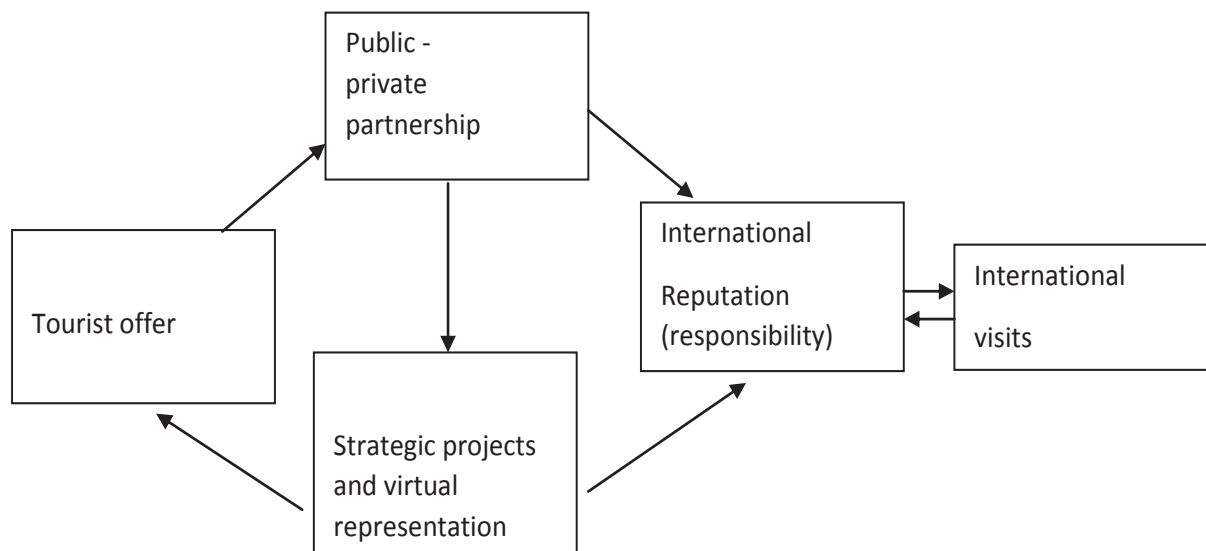 Public -
private
partnership
International
Reputation
(responsibility)
International
visits
Tourist offer
Strategic projects
and virtual
representation